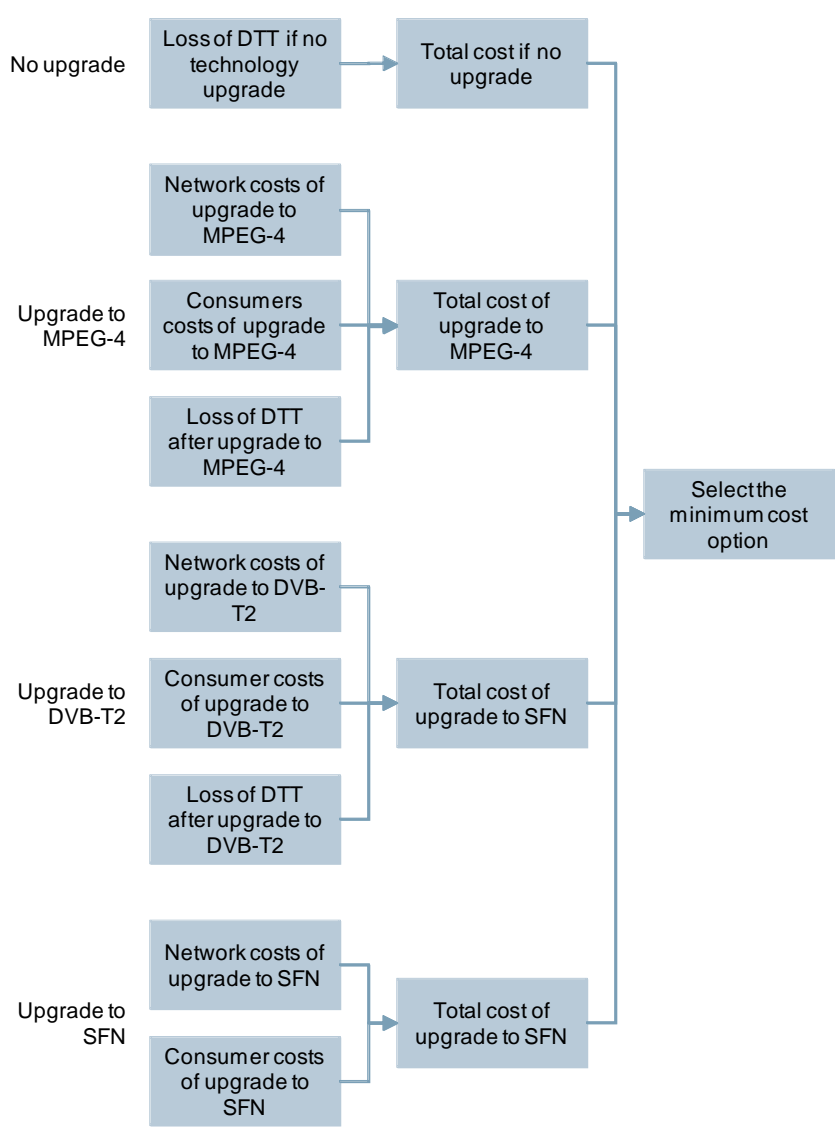 No upgrade
Loss of DTT if no
technology
upgrade
Total cost if no
upgrade
Network costs of
upgrade to
MPEG-4
Upgrade to
MPEG-4
Consumers
costs of upgrade
to MPEG-4
Total cost of
upgrade to
MPEG-4
Loss of DTT
after upgrade to
MPEG-4
Select the
minimum cost
option
Network costs of
upgrade to DVB-
T2
Upgrade to
DVB-T2
Consumer costs
of upgrade to
DVB-T2
Total cost of
upgrade to SFN
Loss of DTT
after upgrade to
DVB-T2
Network costs of
upgrade to SFN
Upgrade to
SFN
Total cost of
upgrade to SFN
Consumer costs
of upgrade to
SFN